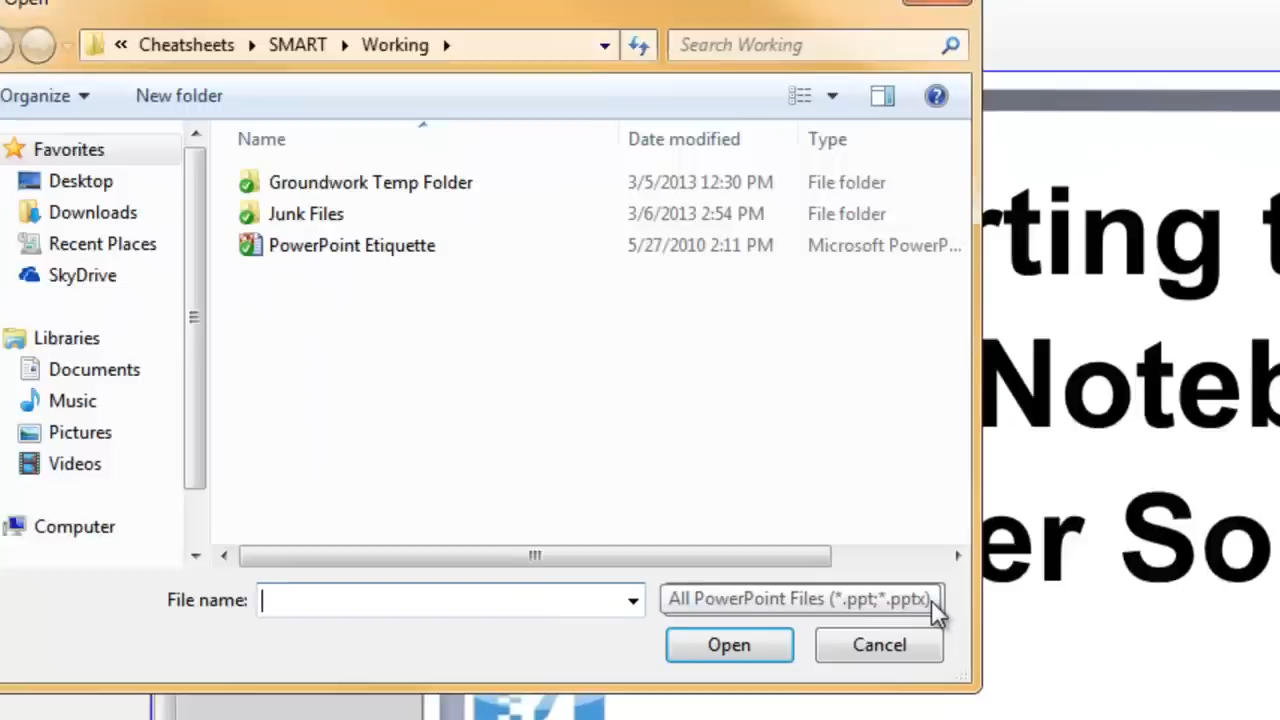 Open
« Cheatsheets ▸ SMART ▸ Working ▸
Search Working
Organize
New folder
Name
Date modified
Type
Groundwork Temp Folder
3/5/2013 12:30 PM
File folder
Junk Files
3/6/2013 2:54 PM
File folder
PowerPoint Etiquette
5/27/2010 2:11 PM
Microsoft PowerP...
Favorites
Desktop
Downloads
Recent Places
SkyDrive
Libraries
Documents
Music
Pictures
Videos
Computer
File name:
All PowerPoint Files (*.ppt;*.pptx)
Open
Cancel
rting t
Noteb
er So